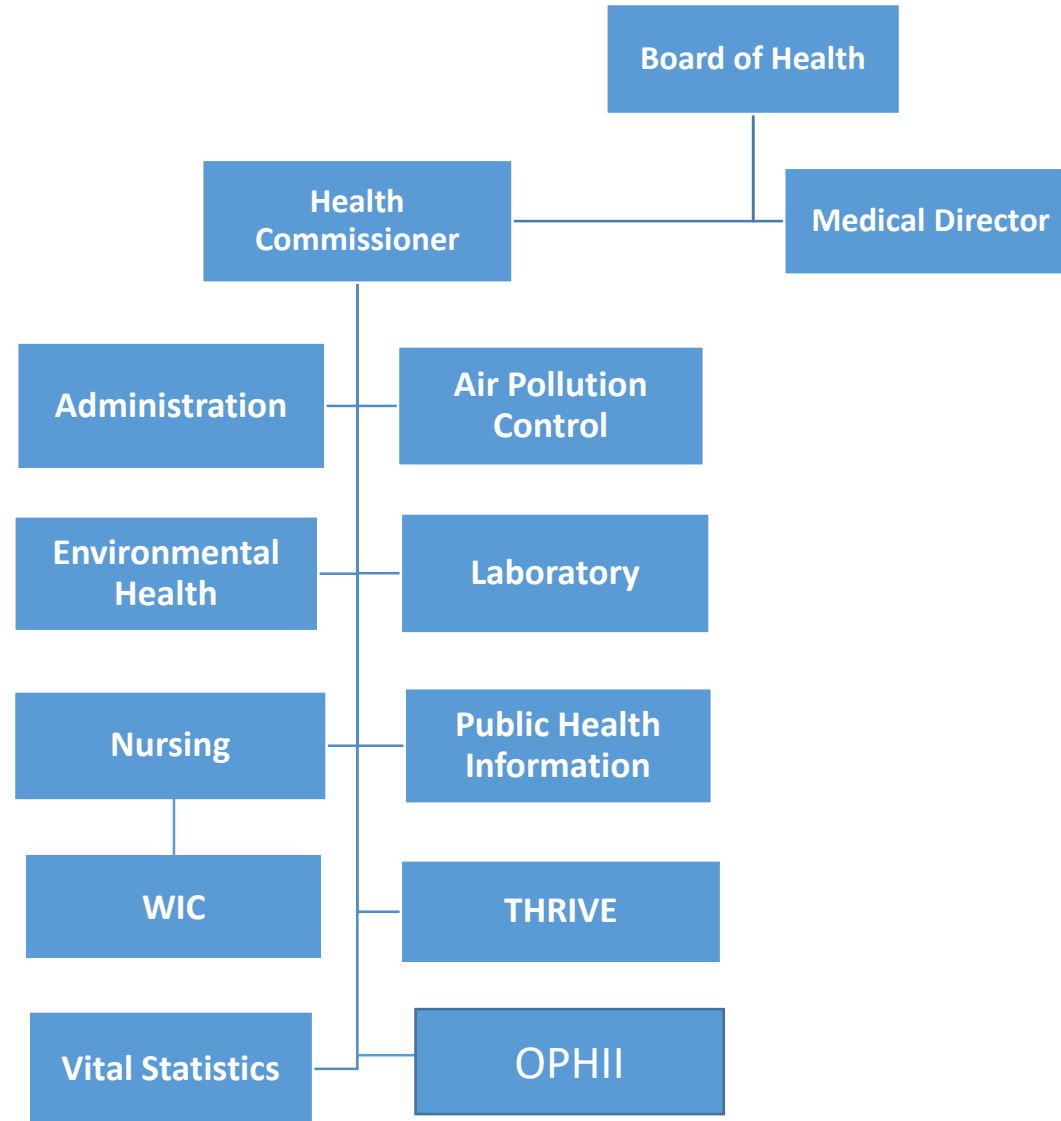 Board of Health
Health
Commissioner
Medical Director
Administration
Air Pollution
Control
Environmental
Health
Laboratory
Nursing
Public Health
Information
WIC
THRIVE
Vital Statistics
OPHII